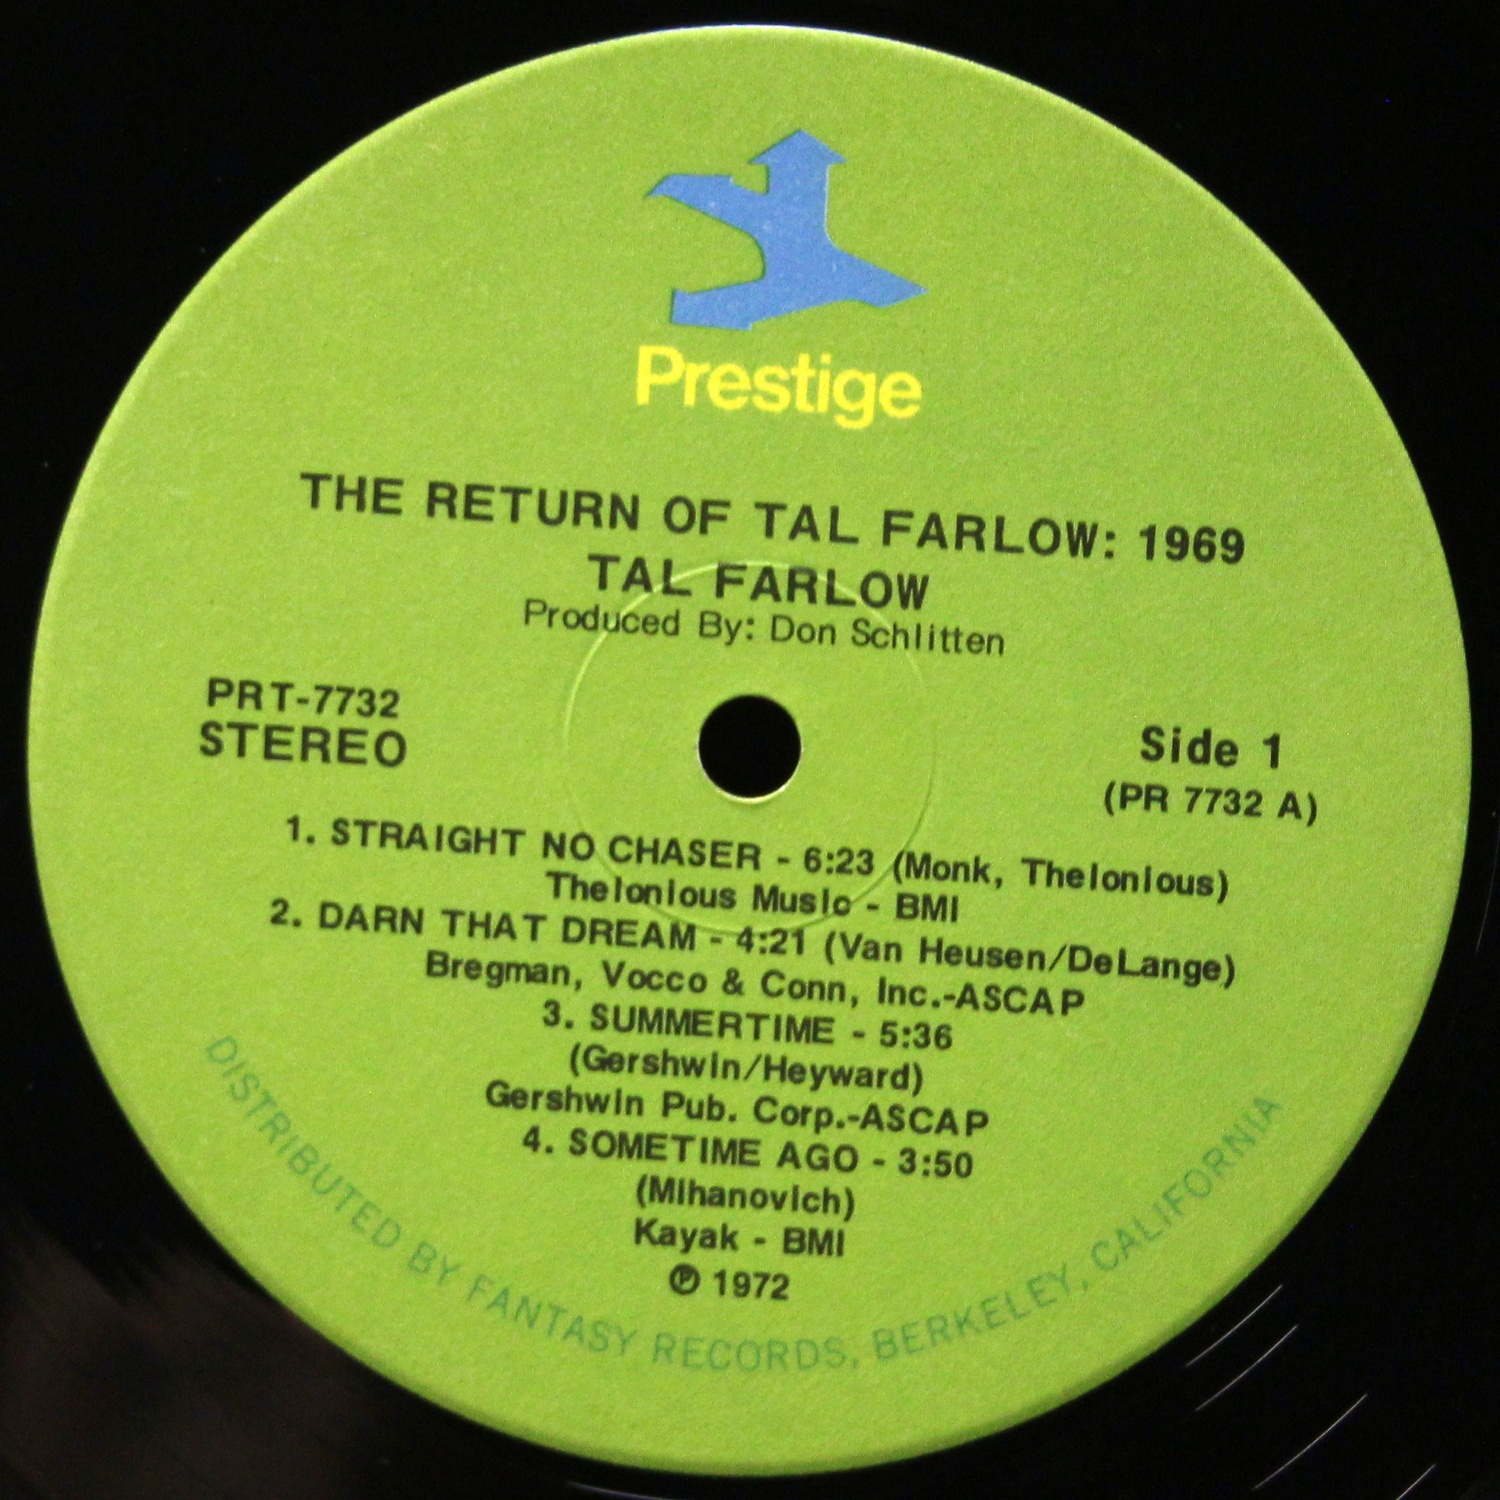 Prestige
THE RETURN OF TAL FARLOW: 1969
TAL FARLOW
Produced By: Don Schlitten
PRT-7732
STEREO
Side 1
(PR 7732 A)
1. STRAIGHT NO CHASER - 6:23 (Monk, Thelonious)
Thelonious Music - BMI
2. DARN THAT DREAM - 4:21 (Van Heusen/DeLange)
Bregman, Vocco & Conn, Inc.-ASCAP
3. SUMMERTIME - 5:36
(Gershwin/Heyward)
Gershwin Pub. Corp.-ASCAP
4. SOMETIME AGO - 3:50
(Mihanovich)
Kayak - BMI
℗ 1972
DISTRIBUTED BY FANTASY RECORDS, BERKELEY, CALIFORNIA